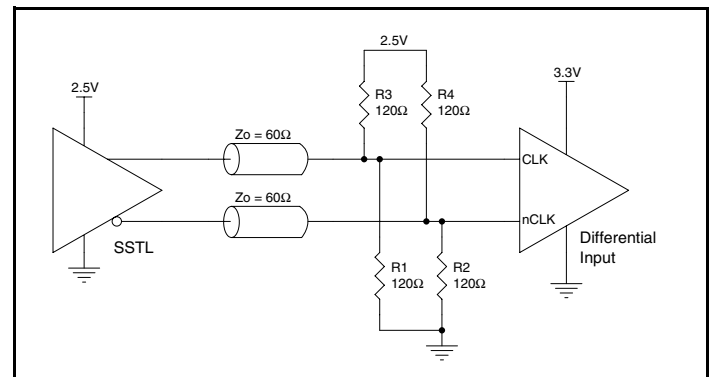 2.5V
2.5V
3.3V
R3
120Ω
R4
120Ω
Zo = 60Ω
CLK
Zo = 60Ω
nCLK
SSTL
Differential
Input
R1
120Ω
R2
120Ω